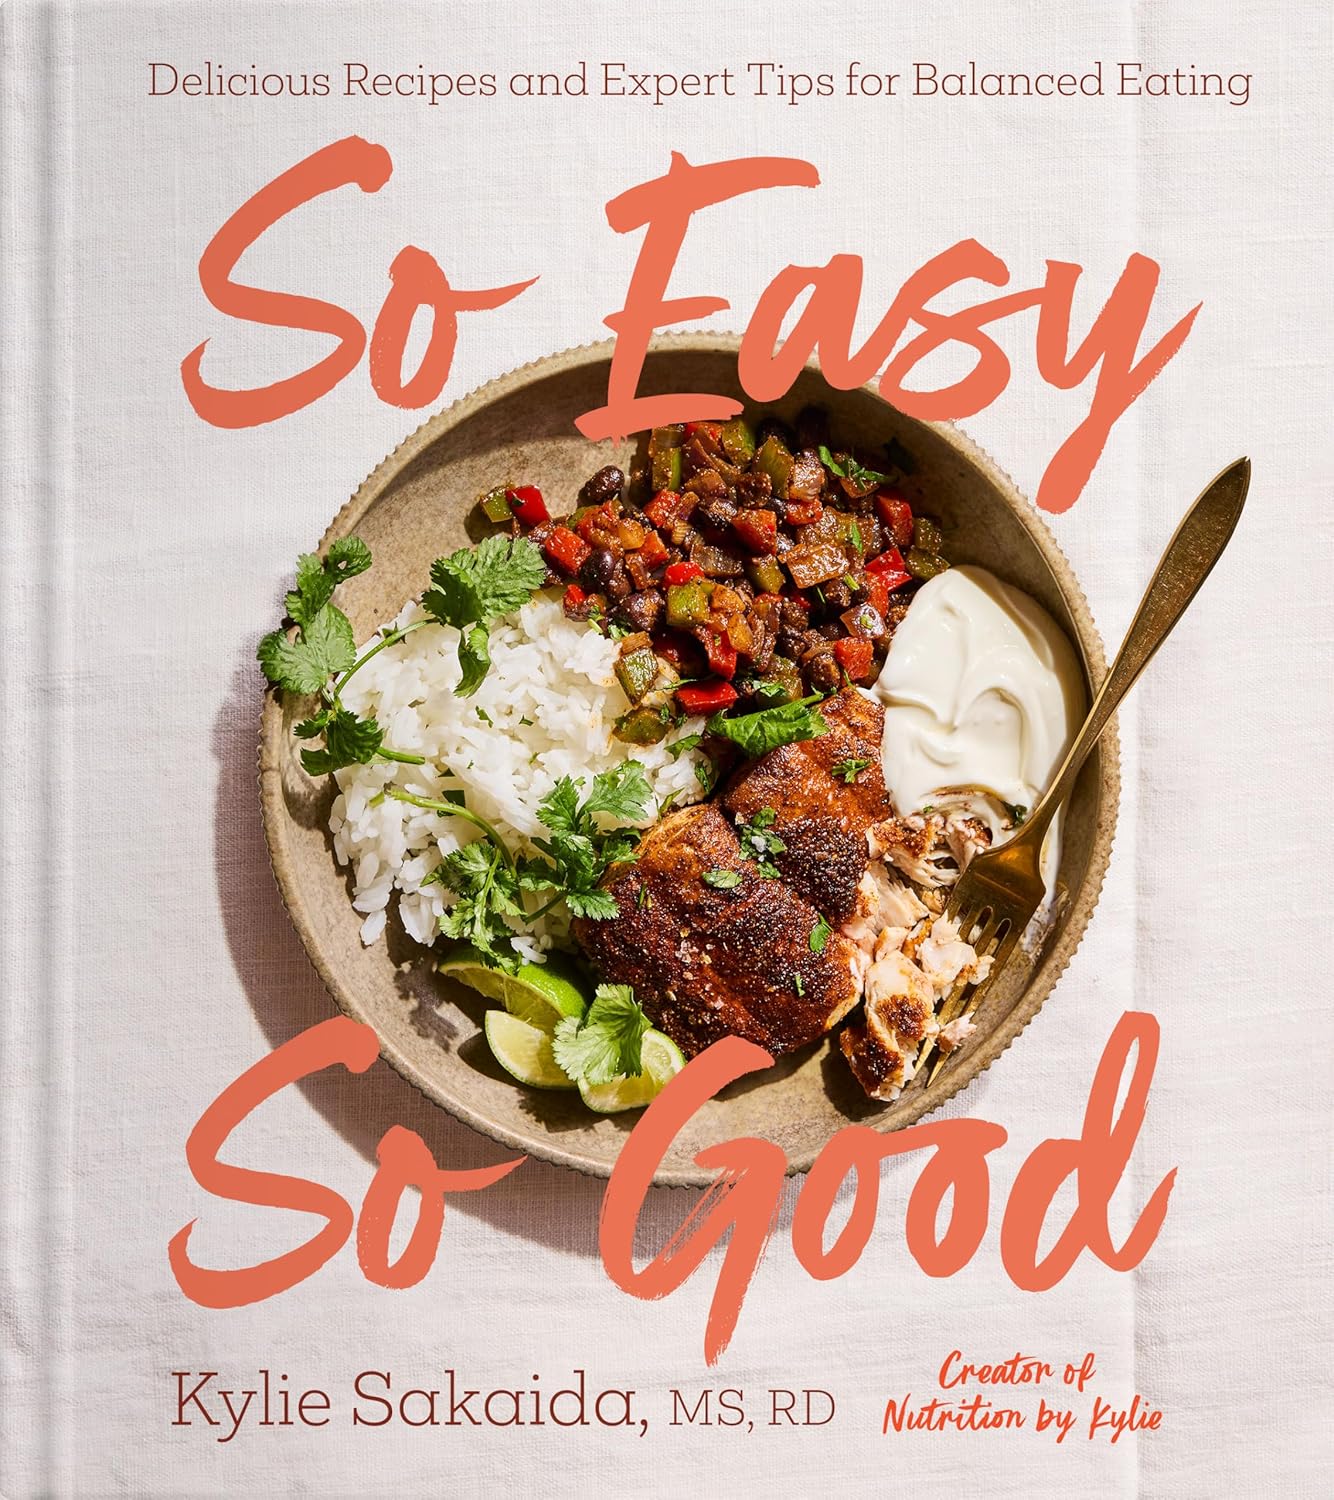 Delicious Recipes and Expert Tips for Balanced Eating
So Easy
So Good
Kylie Sakaida, MS, RD
Creator of
Nutrition by Kylie